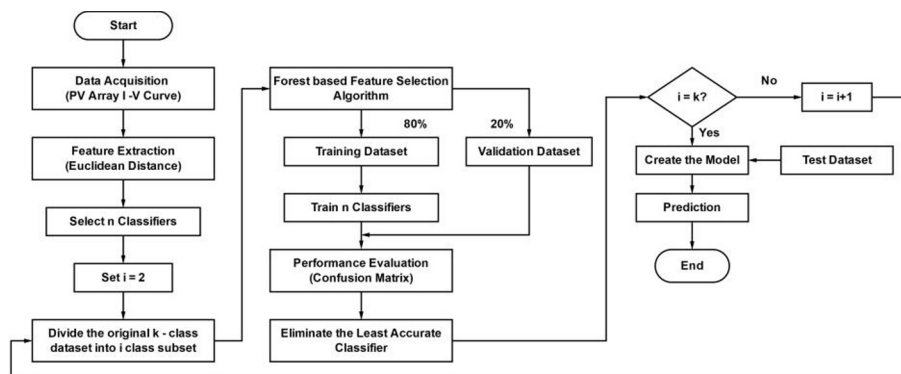 Start
Data Acquisition
(PV Array I -V Curve)
Feature Extraction
(Euclidean Distance)
Select n Classifiers
Set i = 2
Divide the original k - class
dataset into i class subset
Forest based Feature Selection
Algorithm
80%
20%
Training Dataset
Validation Dataset
Train n Classifiers
Performance Evaluation
(Confusion Matrix)
Eliminate the Least Accurate
Classifier
i = k?
No
i = i+1
Yes
Create the Model
Test Dataset
Prediction
End